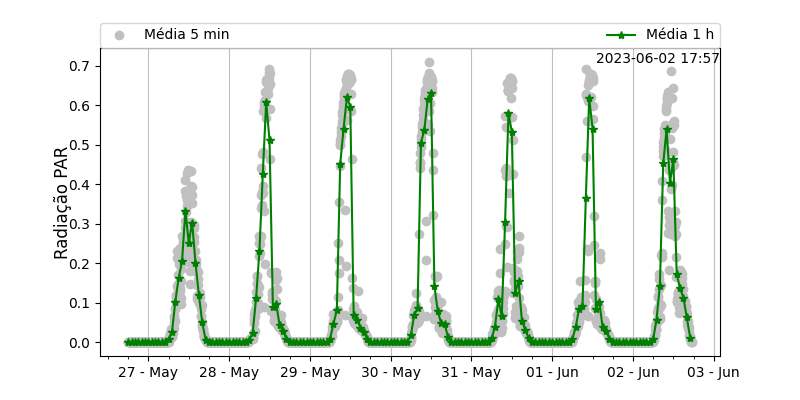 Média 5 min
Média 1 h
2023-06-02 17:57
Radiação PAR
0.7
0.6
0.5
0.4
0.3
0.2
0.1
0.0
27 - May
28 - May
29 - May
30 - May
31 - May
01 - Jun
02 - Jun
03 - Jun